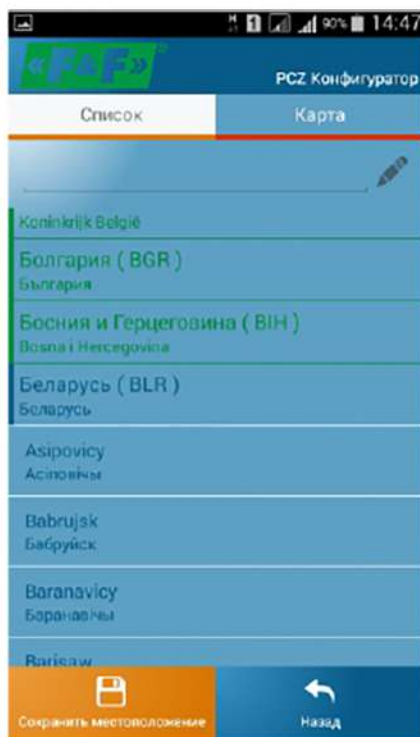 90% 14:47
«F&F»
PCZ Конфигуратор
Список Карта
Koninkrijk België
Болгария ( BGR )
България
Босния и Герцеговина ( BIH )
Bosna i Hercegovina
Беларусь ( BLR )
Беларусь
Asipovicy
Асіповічы
Babrujsk
Бабруйск
Baranavicy
Баранавічы
Barisaw
Сохранить местоположение Назад